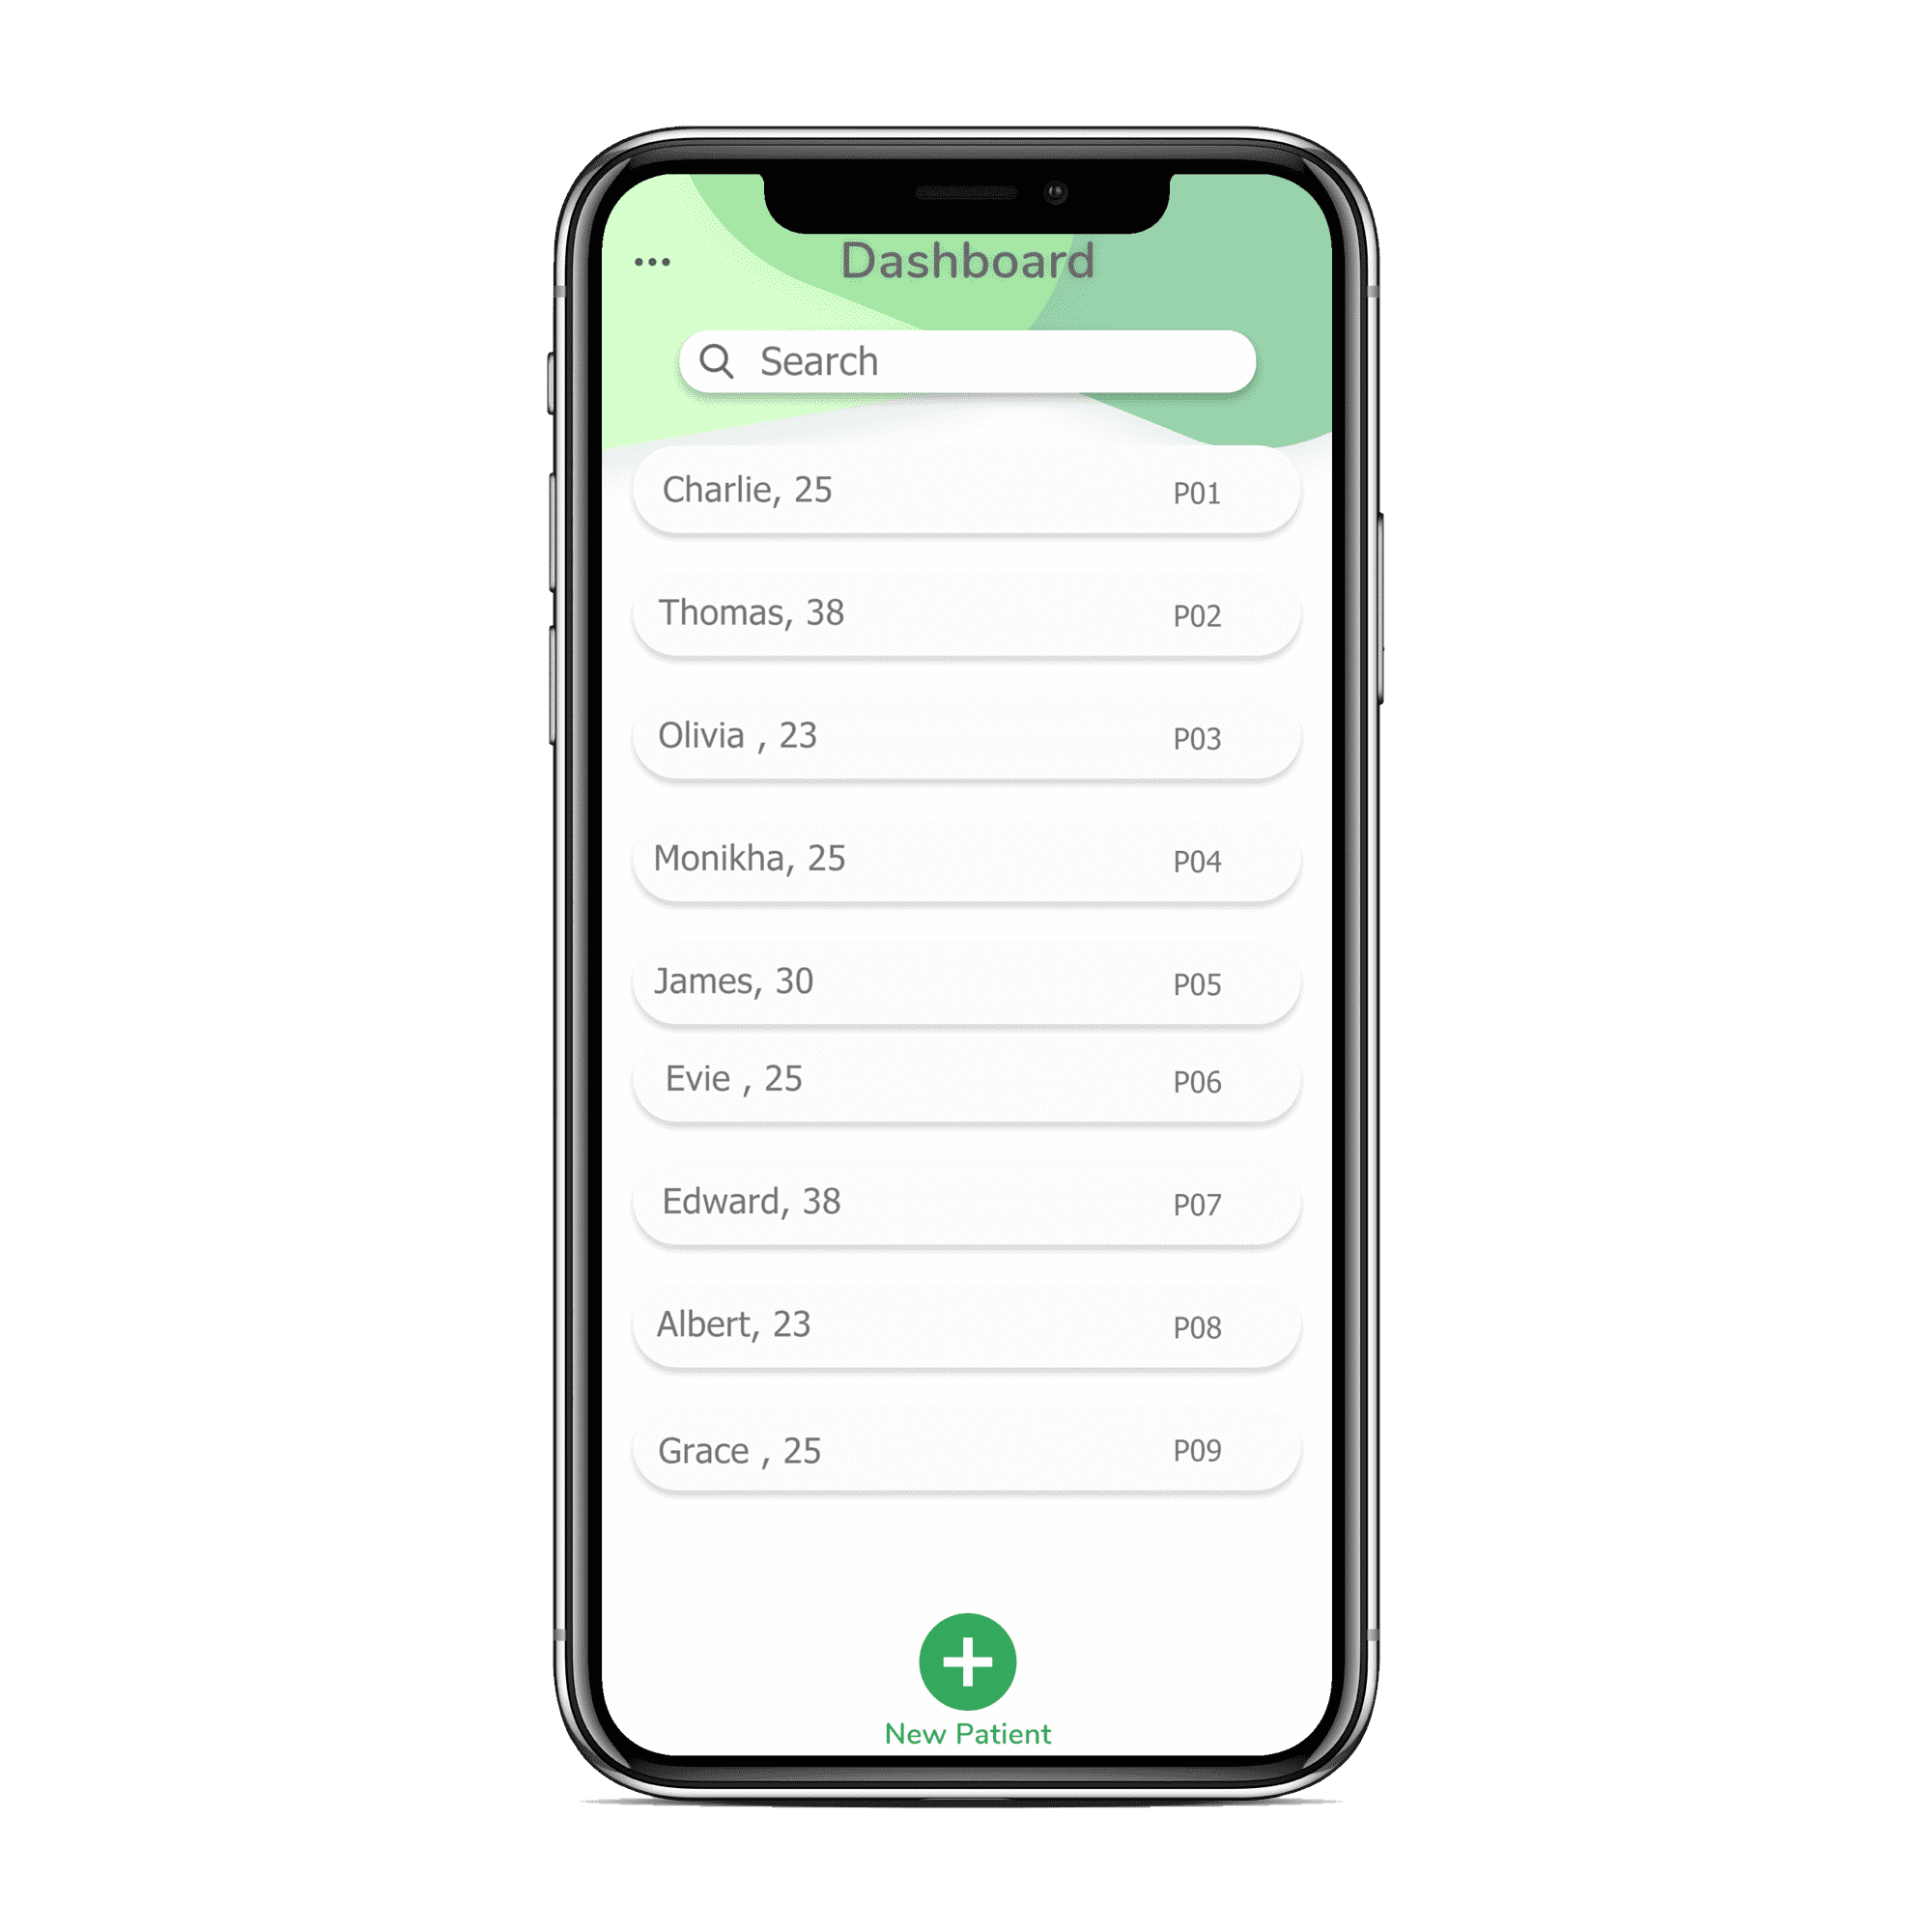 Dashboard
Search
Charlie, 25 P01
Thomas, 38 P02
Olivia , 23 P03
Monikha, 25 P04
James, 30 P05
Evie , 25 P06
Edward, 38 P07
Albert, 23 P08
Grace , 25 P09
New Patient